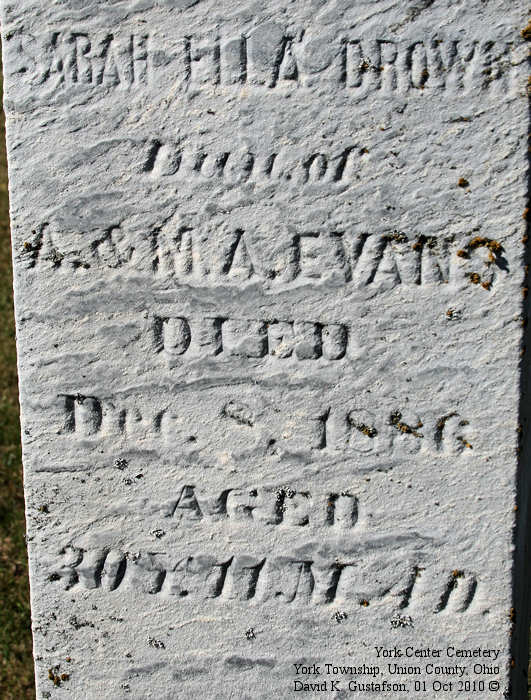 SARAH ELLA BROWN
Dau. of
A. & M. A. EVANS
DIED
Dec. 8, 1886
AGED
30 Y. 11 M. 4 D.
York Center Cemetery
York Township, Union County, Ohio
David K. Gustafson, 01 Oct 2010 ©